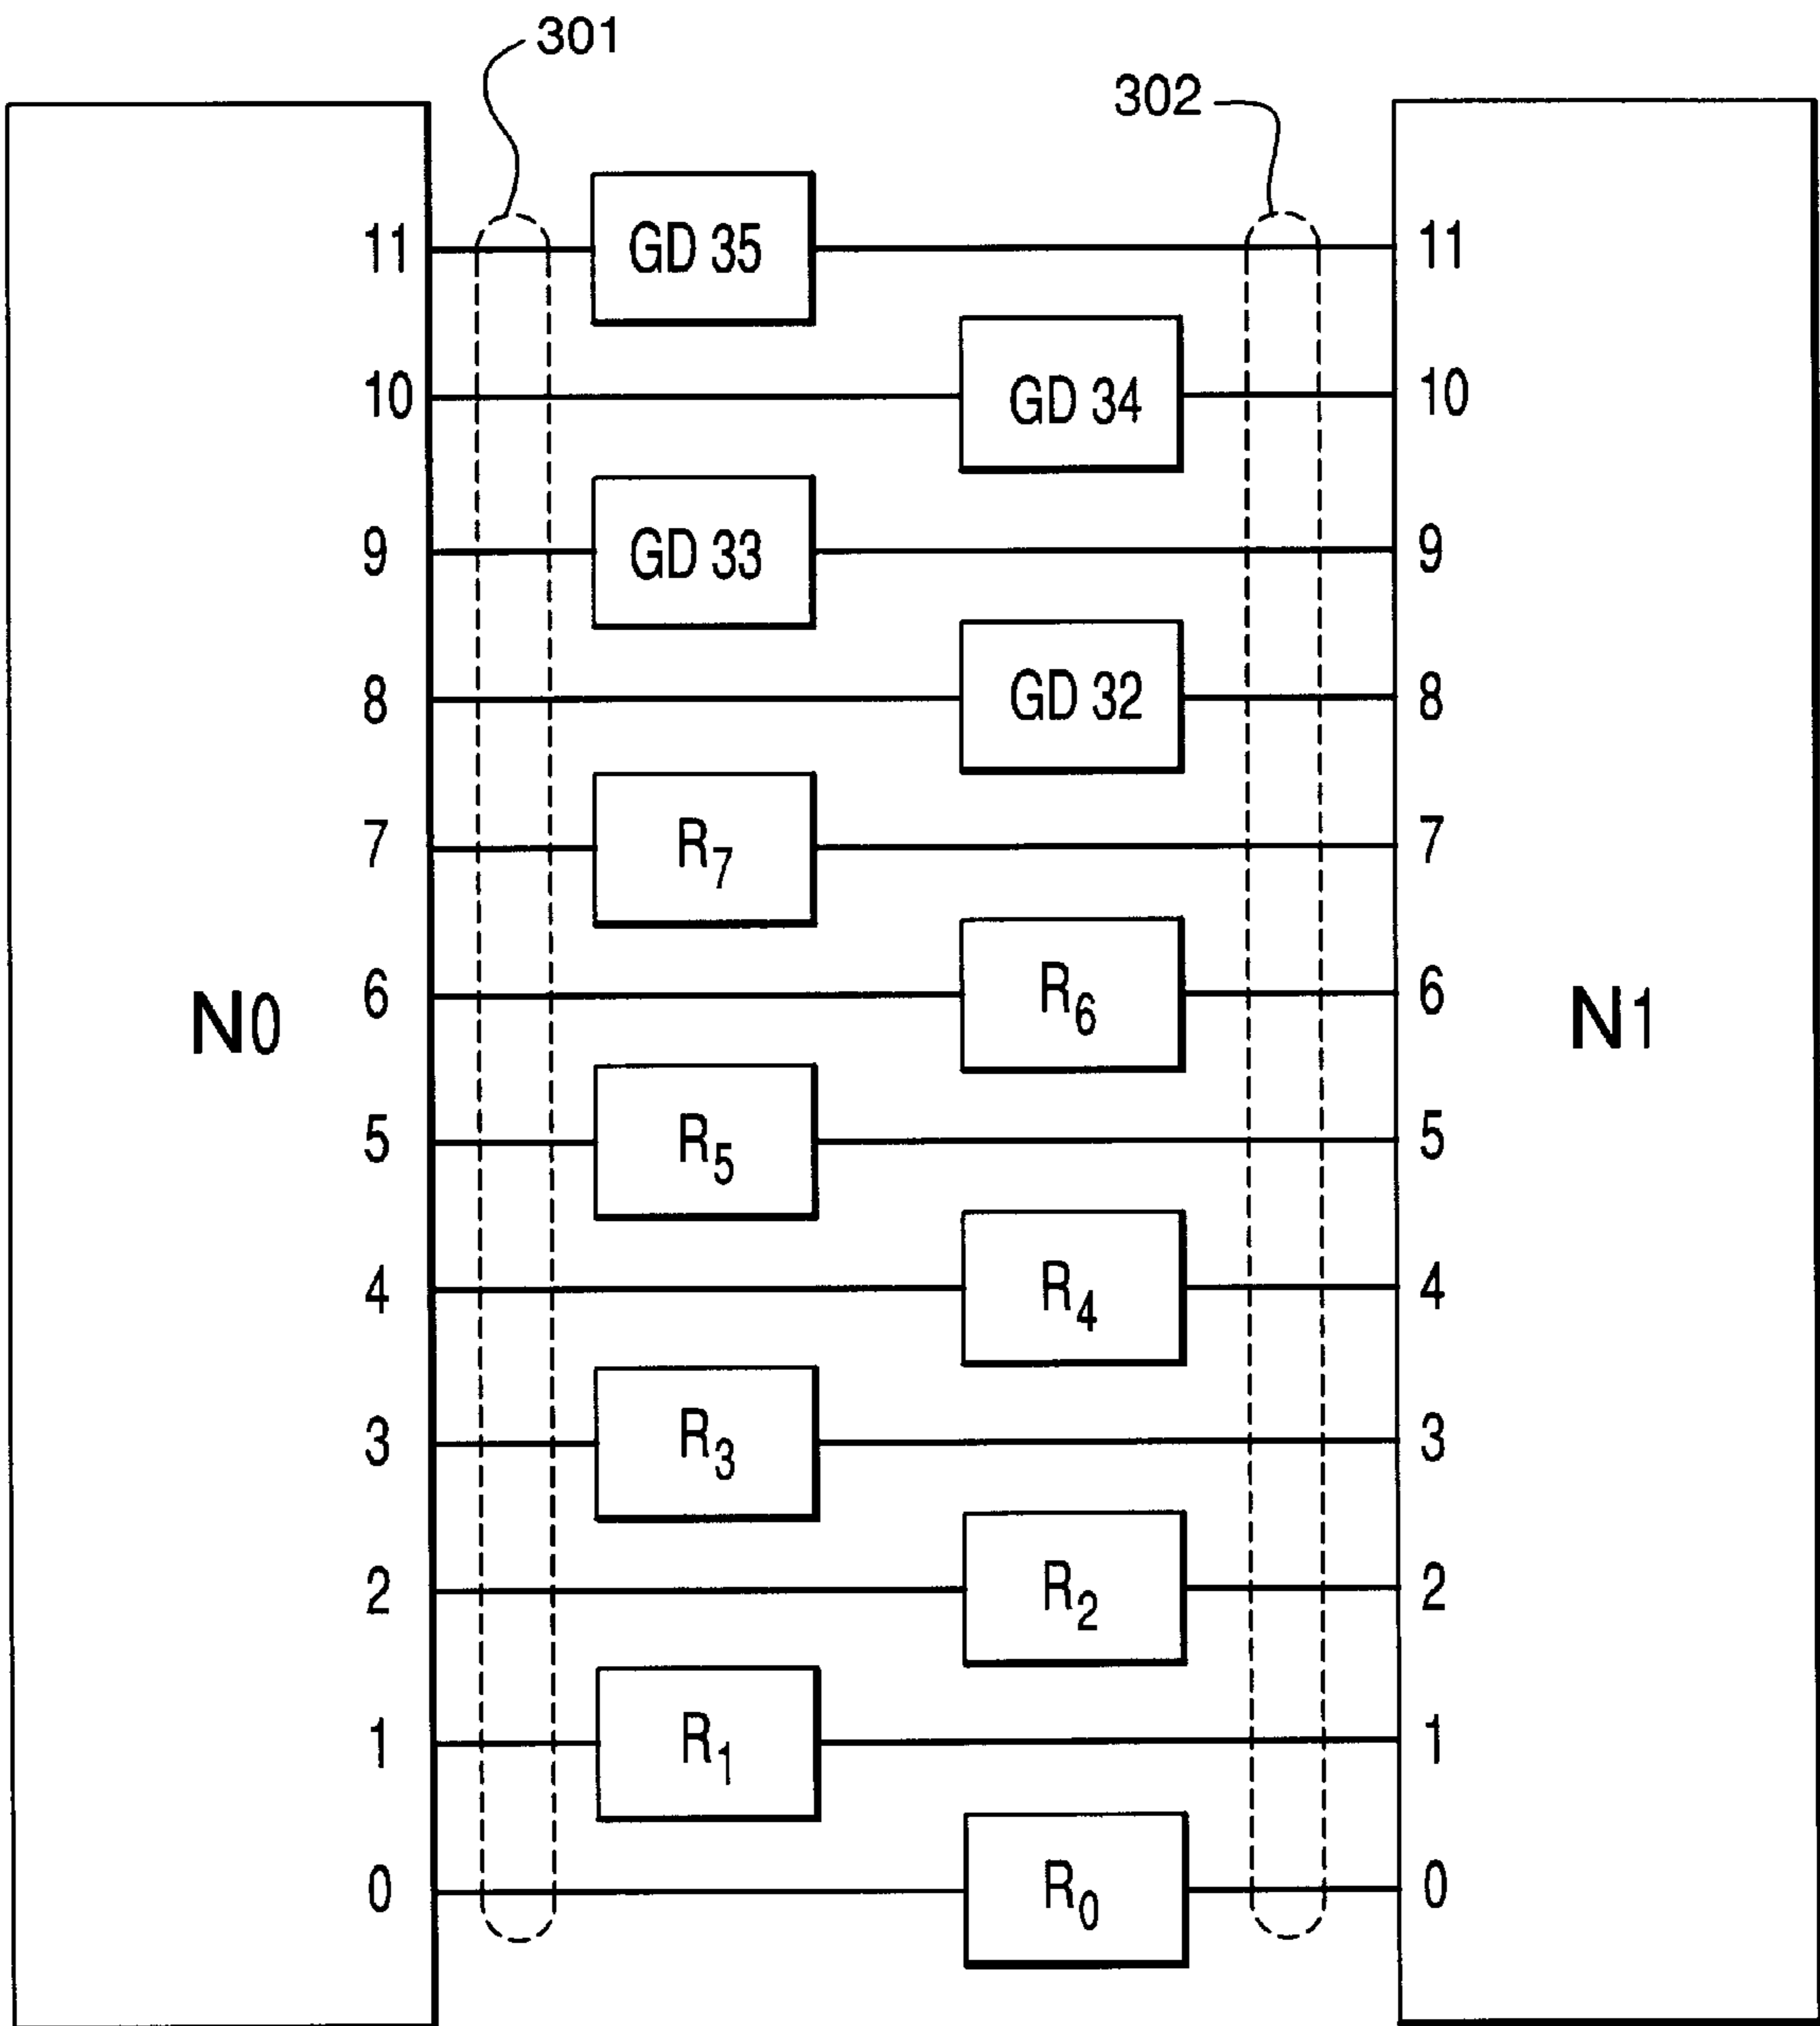 301
302
11 GD 35 11
10 GD 34 10
9 GD 33 9
8 GD 32 8
7 R7 7
6 R6 6
N0 N1
5 R5 5
4 R4 4
3 R3 3
2 R2 2
1 R1 1
0 R0 0